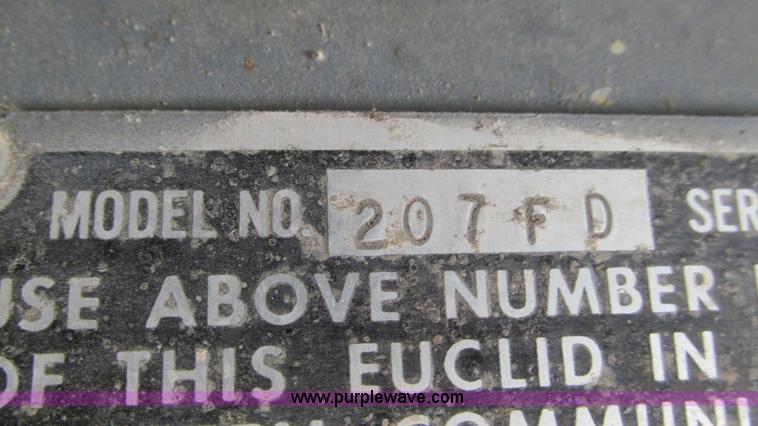 MODEL NO. 207FD SER
USE ABOVE NUMBER
OF THIS EUCLID IN
www.purplewave.com